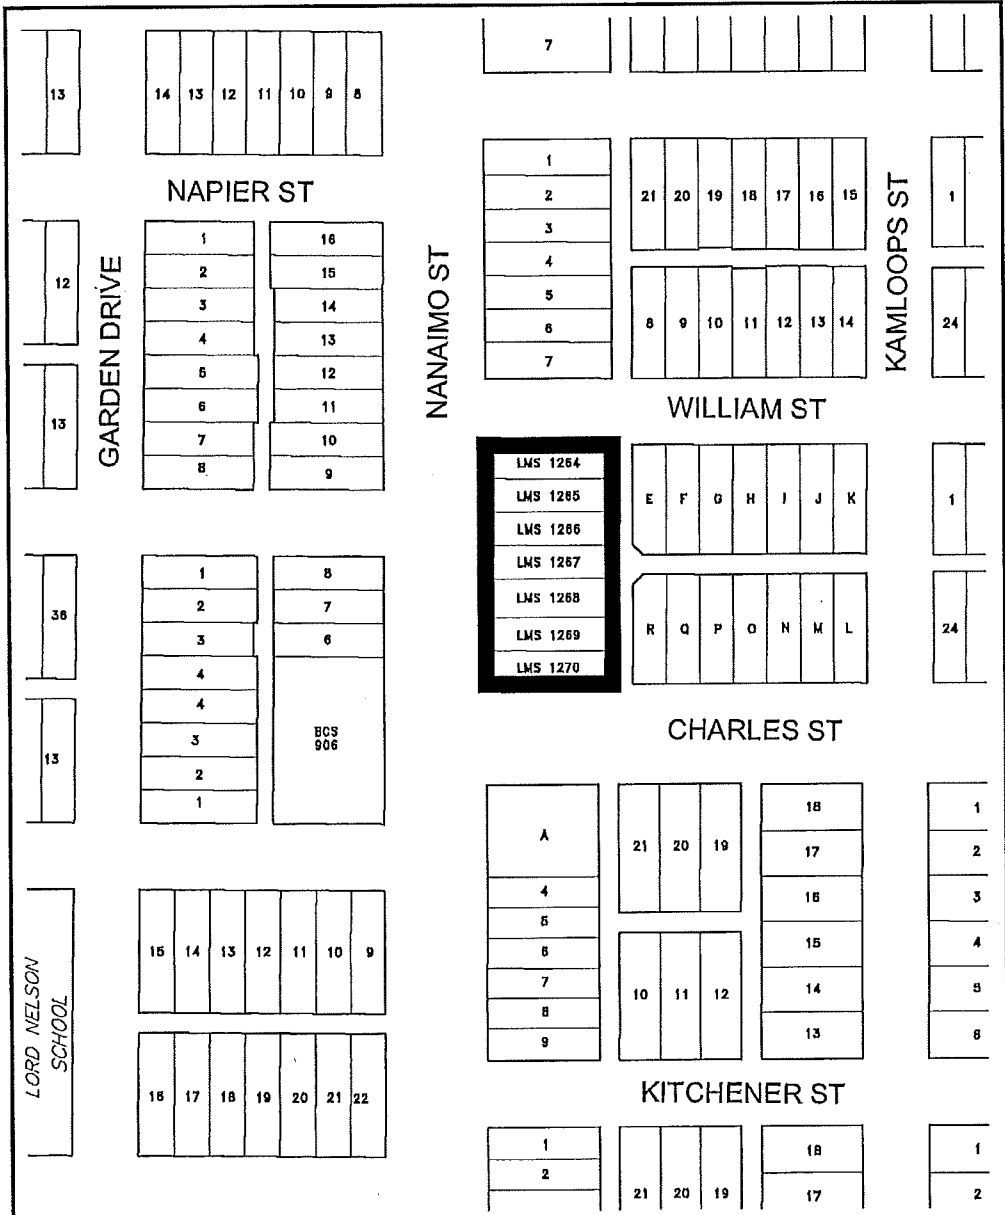 7
13
14 13 12 11 10 9 8
NAPIER ST
1
2
3
4
5
6
7
21 20 19 18 17 16 15
8 9 10 11 12 13 14
KAMLOOPS ST
1
24
12
13
GARDEN DRIVE
1
2
3
4
5
6
7
8
16
15
14
13
12
11
10
9
NANAIMO ST
WILLIAM ST
LMS 1264
LMS 1265
LMS 1266
LMS 1267
LMS 1268
LMS 1269
LMS 1270
E F G H I J K
R Q P O N M L
1
24
36
13
1
2
3
4
4
3
2
1
8
7
6
BCS
906
CHARLES ST
A
4
5
6
7
8
9
21 20 19
10 11 12
18
17
16
15
14
13
1
2
3
4
5
6
LORD NELSON
SCHOOL
15 14 13 12 11 10 9
16 17 18 19 20 21 22
KITCHENER ST
1
2
21 20 19
18
17
1
2